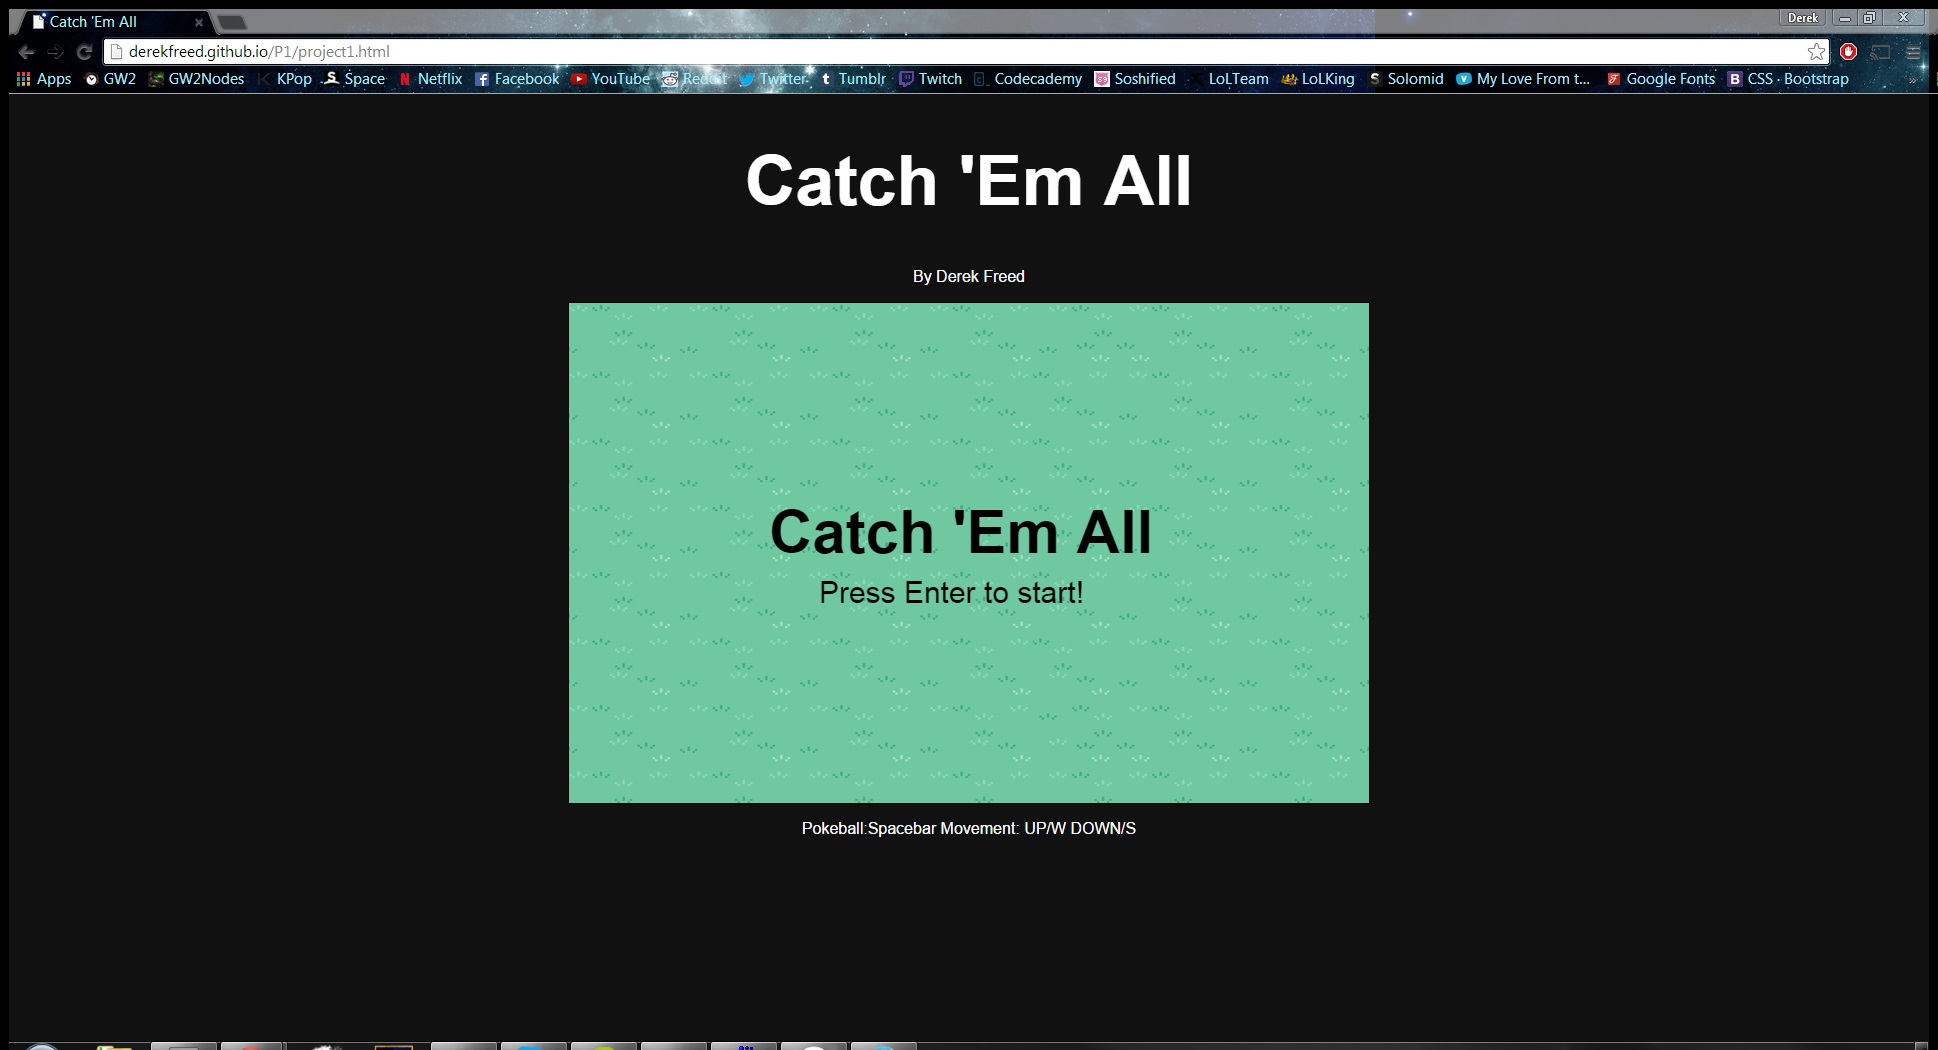 Catch 'Em All
Derek
derekfreed.github.io/P1/project1.html
Apps GW2 GW2Nodes KPop Space Netflix Facebook YouTube Reddit Twitter Tumblr Twitch Codecademy Soshified LoLTeam LoLKing Solomid My Love From t... Google Fonts CSS · Bootstrap
Catch 'Em All
By Derek Freed
Catch 'Em All
Press Enter to start!
Pokeball:Spacebar Movement: UP/W DOWN/S